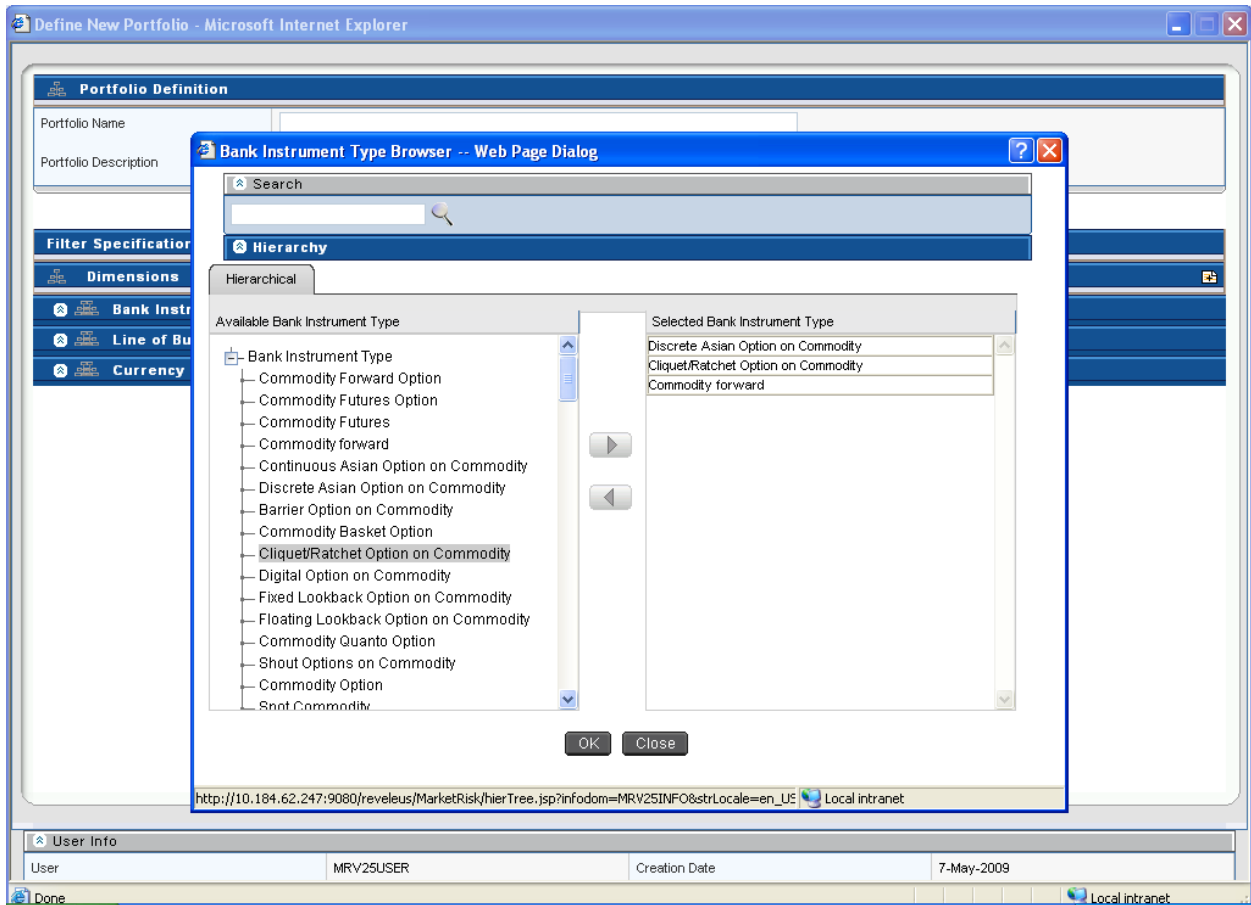 Define New Portfolio - Microsoft Internet Explorer
Portfolio Definition
Portfolio Name
Portfolio Description
Bank Instrument Type Browser -- Web Page Dialog
Search
Filter Specification
Hierarchy
Dimensions
Hierarchical
Bank Instr
Line of Bu
Currency
Available Bank Instrument Type
Selected Bank Instrument Type
Bank Instrument Type
Commodity Forward Option
Commodity Futures Option
Commodity Futures
Commodity forward
Continuous Asian Option on Commodity
Discrete Asian Option on Commodity
Barrier Option on Commodity
Commodity Basket Option
Cliquet/Ratchet Option on Commodity
Digital Option on Commodity
Fixed Lookback Option on Commodity
Floating Lookback Option on Commodity
Commodity Quanto Option
Shout Options on Commodity
Commodity Option
Spot Commodity
Discrete Asian Option on Commodity
Cliquet/Ratchet Option on Commodity
Commodity forward
OK Close
http://10.184.62.247:9080/reveleus/MarketRisk/hierTree.jsp?infodom=MRV25INFO&strLocale=en_US Local intranet
User Info
User MRV25USER Creation Date 7-May-2009
Done Local intranet